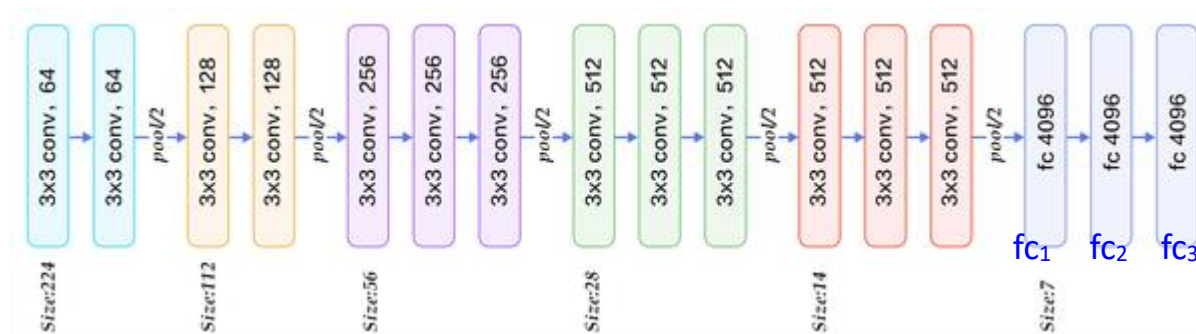 3x3 conv, 64
3x3 conv, 64
pool/2
3x3 conv, 128
3x3 conv, 128
pool/2
3x3 conv, 256
3x3 conv, 256
3x3 conv, 256
pool/2
3x3 conv, 512
3x3 conv, 512
3x3 conv, 512
pool/2
3x3 conv, 512
3x3 conv, 512
3x3 conv, 512
pool/2
fc 4096
fc 4096
fc 4096
fc₁
fc₂
fc₃
Size:224
Size:112
Size:56
Size:28
Size:14
Size:7